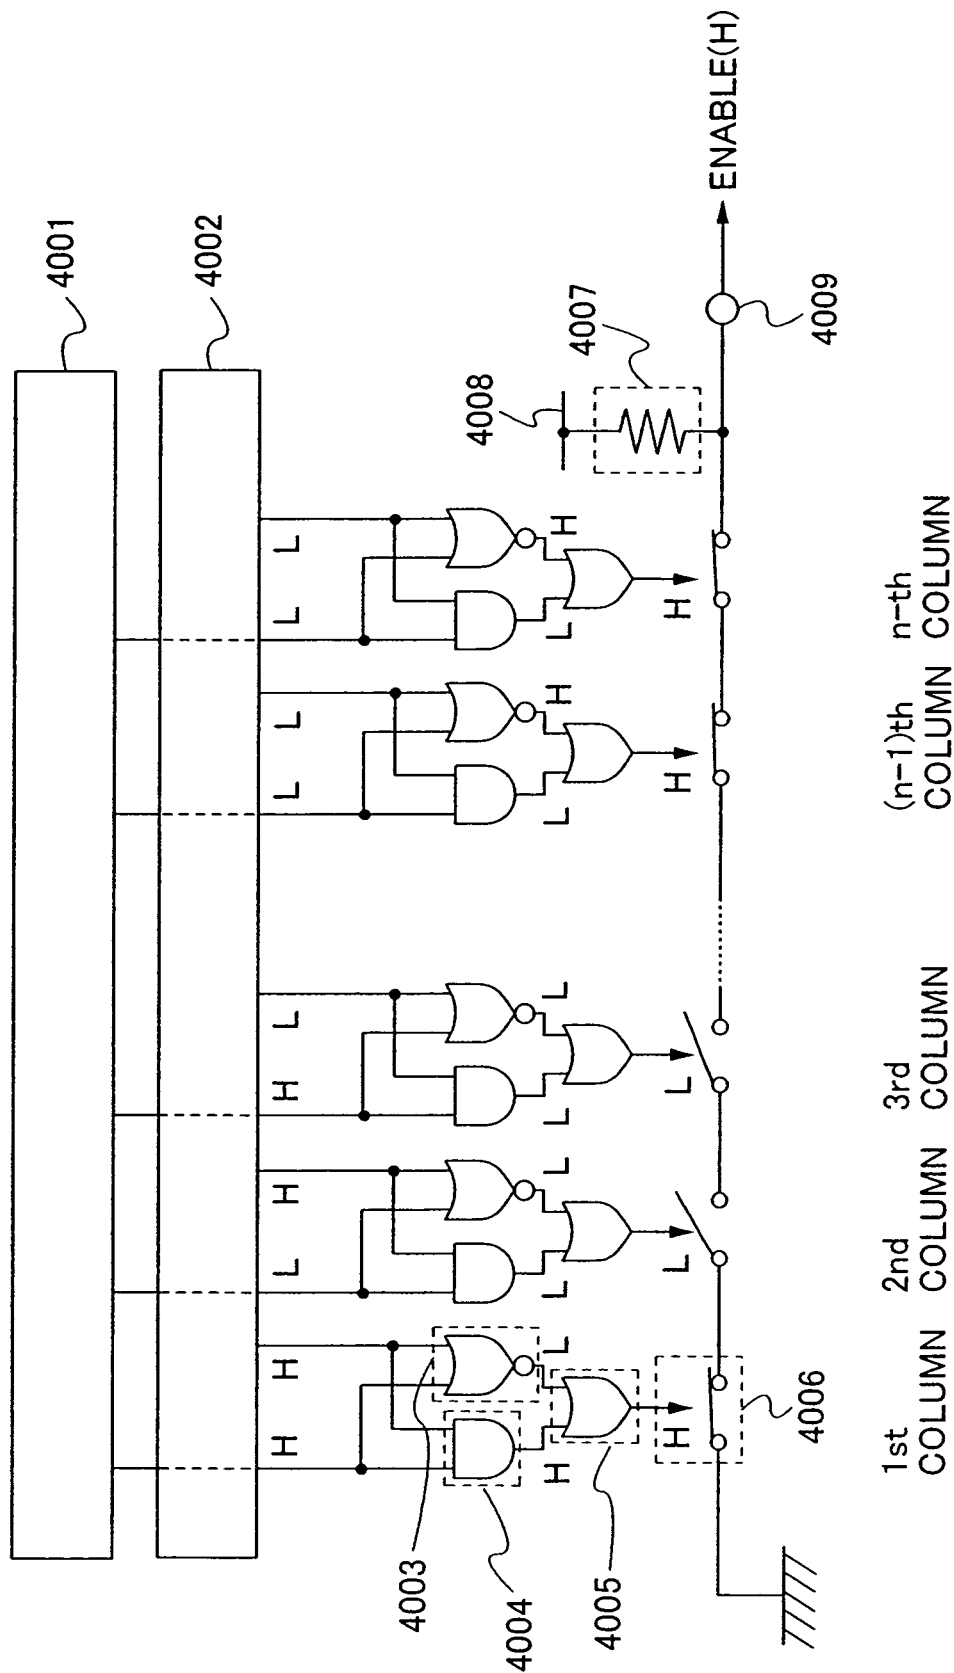 4001
4002
H
H
L
H
H
L
L
L
L
L
4003
4004
4005
H
L
L
L
L
L
L
H
L
H
H
L
L
H
H
4006
4008
4007
4009
ENABLE(H)
1st
COLUMN
2nd
COLUMN
3rd
COLUMN
(n-1)th
COLUMN
n-th
COLUMN